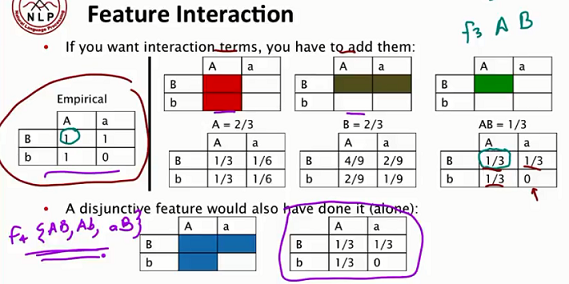 NLP
Feature Interaction
f3 A B
• If you want interaction terms, you have to add them:
Empirical
A a
B 1 1
b 1 0
A a
B
b
A a
B
b
A a
B
b
A = 2/3
A a
B 1/3 1/6
b 1/3 1/6
B = 2/3
A a
B 4/9 2/9
b 2/9 1/9
AB = 1/3
A a
B 1/3 1/3
b 1/3 0
• A disjunctive feature would also have done it (alone):
f4 {AB, Ab, aB}
A a
B
b
A a
B 1/3 1/3
b 1/3 0